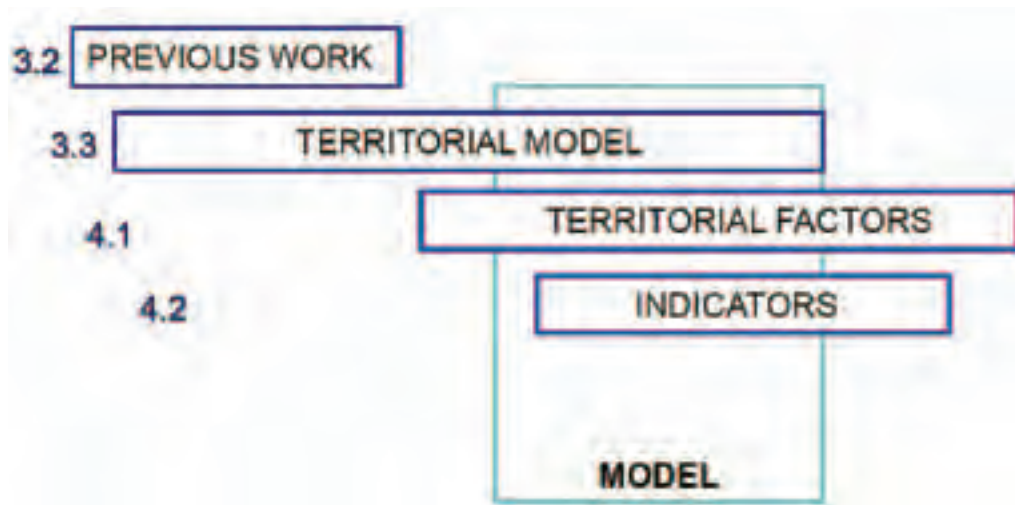 3.2 PREVIOUS WORK
3.3 TERRITORIAL MODEL
4.1 TERRITORIAL FACTORS
4.2 INDICATORS
MODEL